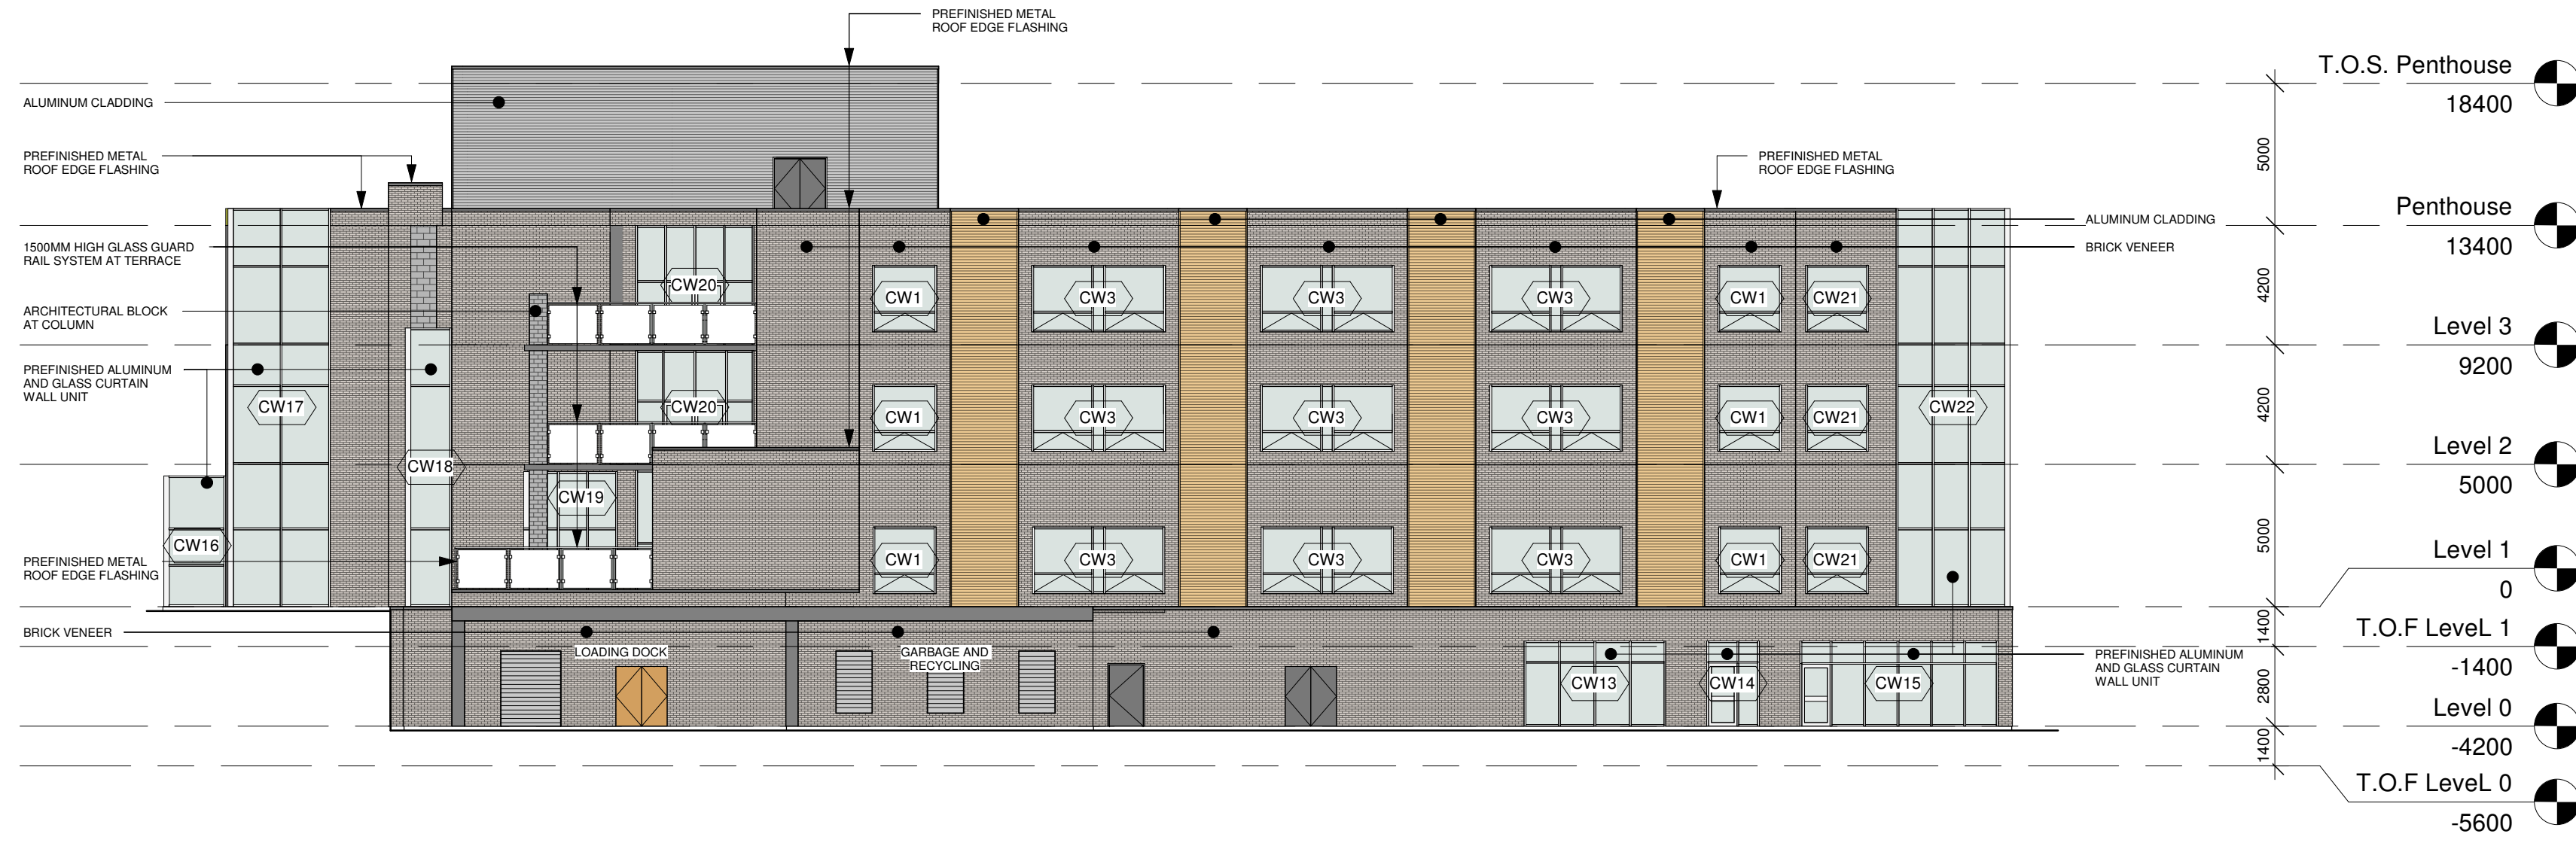 PREFINISHED METAL
ROOF EDGE FLASHING
ALUMINUM CLADDING
PREFINISHED METAL
ROOF EDGE FLASHING
1500MM HIGH GLASS GUARD
RAIL SYSTEM AT TERRACE
ARCHITECTURAL BLOCK
AT COLUMN
PREFINISHED ALUMINUM
AND GLASS CURTAIN
WALL UNIT
PREFINISHED METAL
ROOF EDGE FLASHING
BRICK VENEER
PREFINISHED METAL
ROOF EDGE FLASHING
ALUMINUM CLADDING
BRICK VENEER
CW20
CW1
CW3
CW3
CW3
CW1
CW21
CW17
CW20
CW1
CW3
CW3
CW3
CW1
CW21
CW22
CW18
CW19
CW16
CW1
CW3
CW3
CW3
CW1
CW21
LOADING DOCK
GARBAGE AND
RECYCLING
CW13
CW14
CW15
PREFINISHED ALUMINUM
AND GLASS CURTAIN
WALL UNIT
5000
4200
4200
5000
1400
2800
1400
T.O.S. Penthouse
18400
Penthouse
13400
Level 3
9200
Level 2
5000
Level 1
0
T.O.F LeveL 1
-1400
Level 0
-4200
T.O.F LeveL 0
-5600